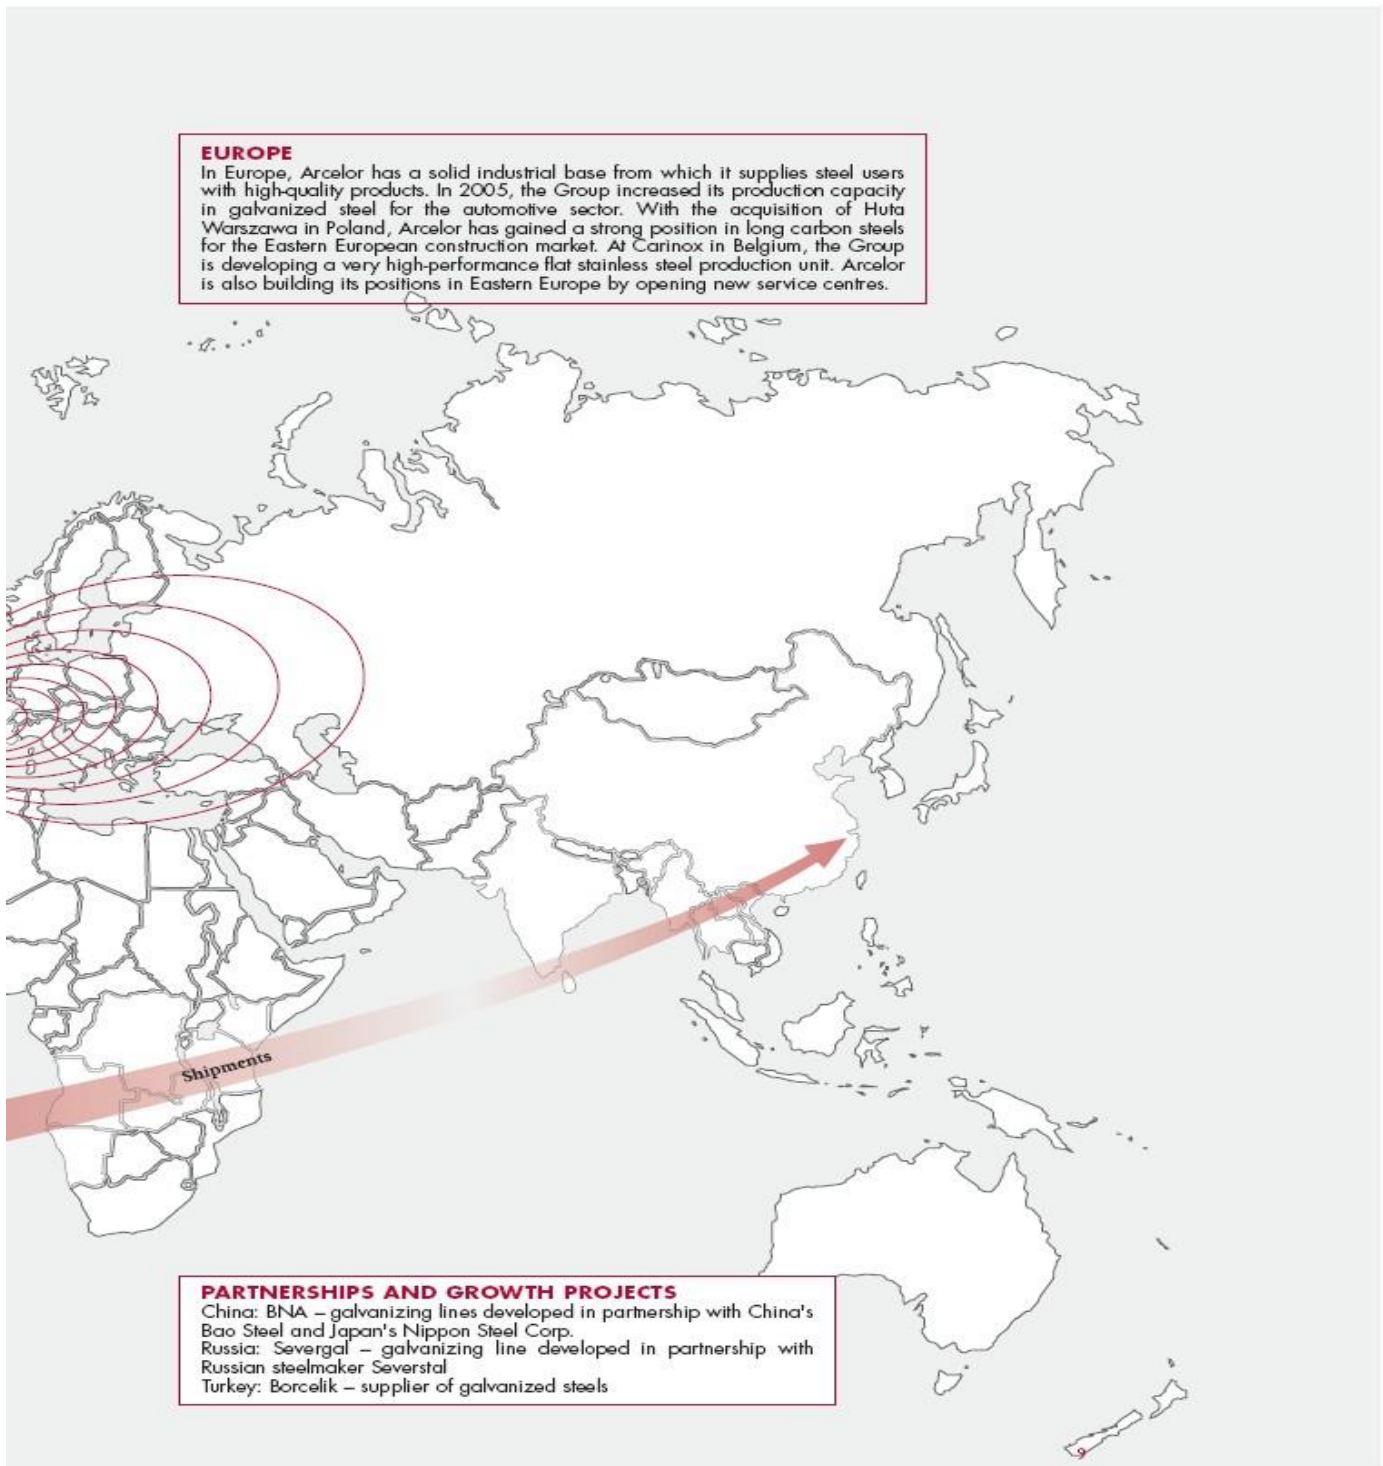 EUROPE
In Europe, Arcelor has a solid industrial base from which it supplies steel users
with high-quality products. In 2005, the Group increased its production capacity
in galvanized steel for the automotive sector. With the acquisition of Huta
Warszawa in Poland, Arcelor has gained a strong position in long carbon steels
for the Eastern European construction market. At Carinox in Belgium, the Group
is developing a very high-performance flat stainless steel production unit. Arcelor
is also building its positions in Eastern Europe by opening new service centres.
Shipments
PARTNERSHIPS AND GROWTH PROJECTS
China: BNA – galvanizing lines developed in partnership with China's
Bao Steel and Japan's Nippon Steel Corp.
Russia: Severgal – galvanizing line developed in partnership with
Russian steelmaker Severstal
Turkey: Borcelik – supplier of galvanized steels
9